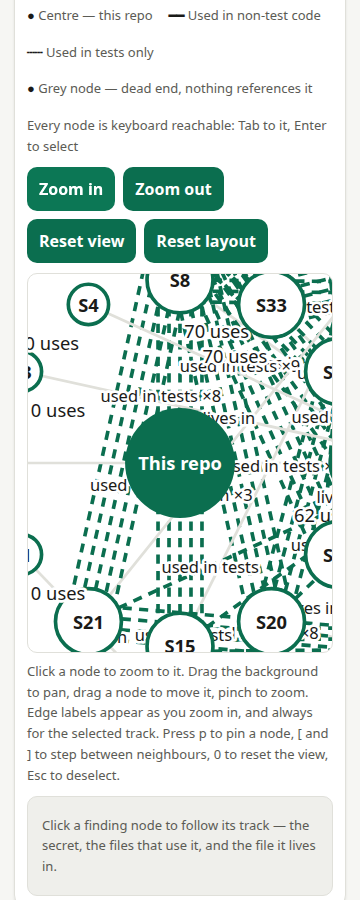 ● Centre — this repo   Used in non-test code
Used in tests only
● Grey node — dead end, nothing references it
Every node is keyboard reachable: Tab to it, Enter
to select
Zoom in
Zoom out
Reset view
Reset layout
S8
S4
S33
70 uses
0 uses
70 uses
used in tests ×8
0 uses
This repo
used in tests
0 uses
S21
S15
S20
Click a node to zoom to it. Drag the background
to pan, drag a node to move it, pinch to zoom.
Edge labels appear as you zoom in, and always
for the selected track. Press p to pin a node, [ and
] to step between neighbours, 0 to reset the view,
Esc to deselect.
Click a finding node to follow its track — the
secret, the files that use it, and the file it lives
in.